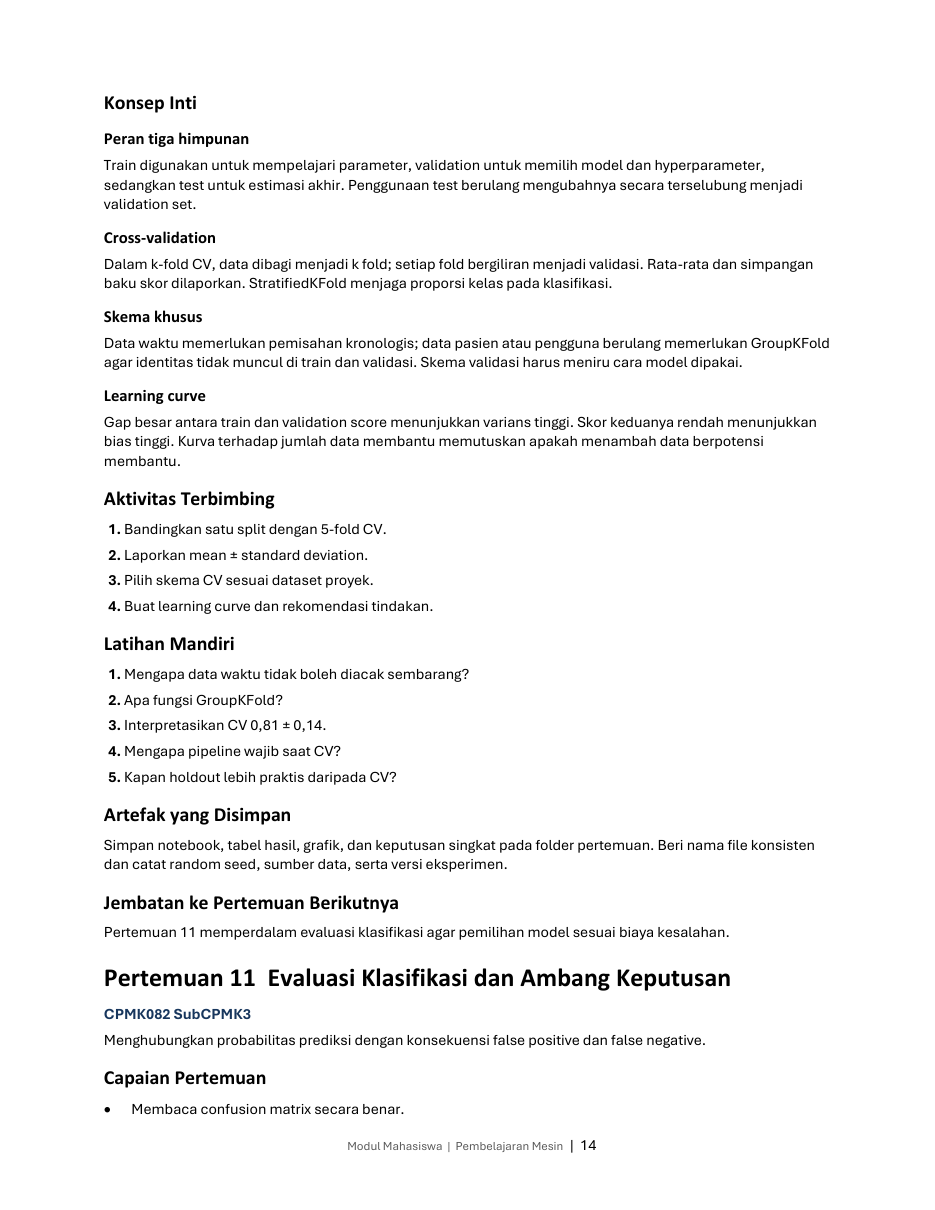 Konsep Inti
Peran tiga himpunan
Train digunakan untuk mempelajari parameter, validation untuk memilih model dan hyperparameter,
sedangkan test untuk estimasi akhir. Penggunaan test berulang mengubahnya secara terselubung menjadi
validation set.
Cross-validation
Dalam k-fold CV, data dibagi menjadi k fold; setiap fold bergiliran menjadi validasi. Rata-rata dan simpangan
baku skor dilaporkan. StratifiedKFold menjaga proporsi kelas pada klasifikasi.
Skema khusus
Data waktu memerlukan pemisahan kronologis; data pasien atau pengguna berulang memerlukan GroupKFold
agar identitas tidak muncul di train dan validasi. Skema validasi harus meniru cara model dipakai.
Learning curve
Gap besar antara train dan validation score menunjukkan varians tinggi. Skor keduanya rendah menunjukkan
bias tinggi. Kurva terhadap jumlah data membantu memutuskan apakah menambah data berpotensi
membantu.
Aktivitas Terbimbing
1. Bandingkan satu split dengan 5-fold CV.
2. Laporkan mean ± standard deviation.
3. Pilih skema CV sesuai dataset proyek.
4. Buat learning curve dan rekomendasi tindakan.
Latihan Mandiri
1. Mengapa data waktu tidak boleh diacak sembarang?
2. Apa fungsi GroupKFold?
3. Interpretasikan CV 0,81 ± 0,14.
4. Mengapa pipeline wajib saat CV?
5. Kapan holdout lebih praktis daripada CV?
Artefak yang Disimpan
Simpan notebook, tabel hasil, grafik, dan keputusan singkat pada folder pertemuan. Beri nama file konsisten
dan catat random seed, sumber data, serta versi eksperimen.
Jembatan ke Pertemuan Berikutnya
Pertemuan 11 memperdalam evaluasi klasifikasi agar pemilihan model sesuai biaya kesalahan.
Pertemuan 11  Evaluasi Klasifikasi dan Ambang Keputusan
CPMK082 SubCPMK3
Menghubungkan probabilitas prediksi dengan konsekuensi false positive dan false negative.
Capaian Pertemuan
• Membaca confusion matrix secara benar.
Modul Mahasiswa | Pembelajaran Mesin | 14